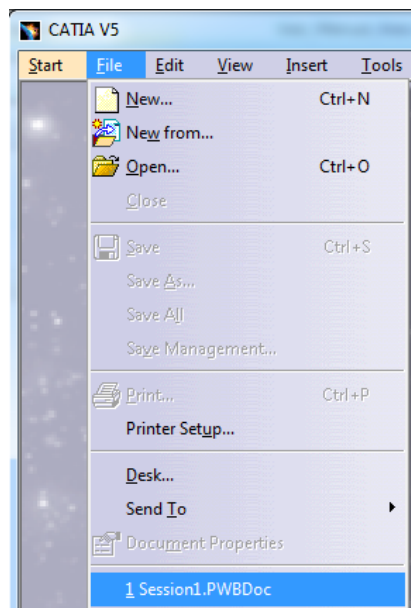 CATIA V5
Start File Edit View Insert Tools
New... Ctrl+N
New from...
Open... Ctrl+O
Close
Save Ctrl+S
Save As...
Save All
Save Management...
Print... Ctrl+P
Printer Setup...
Desk...
Send To
Document Properties
1 Session1.PWBDoc